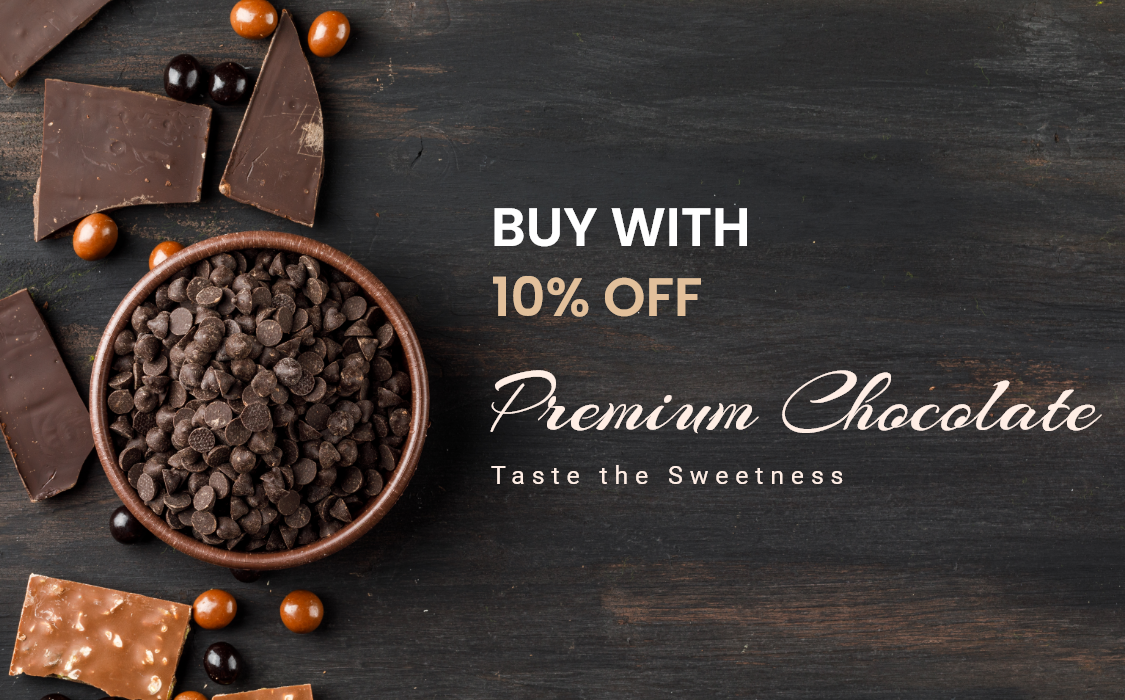 BUY WITH
10% OFF
Premium Chocolate
Taste the Sweetness